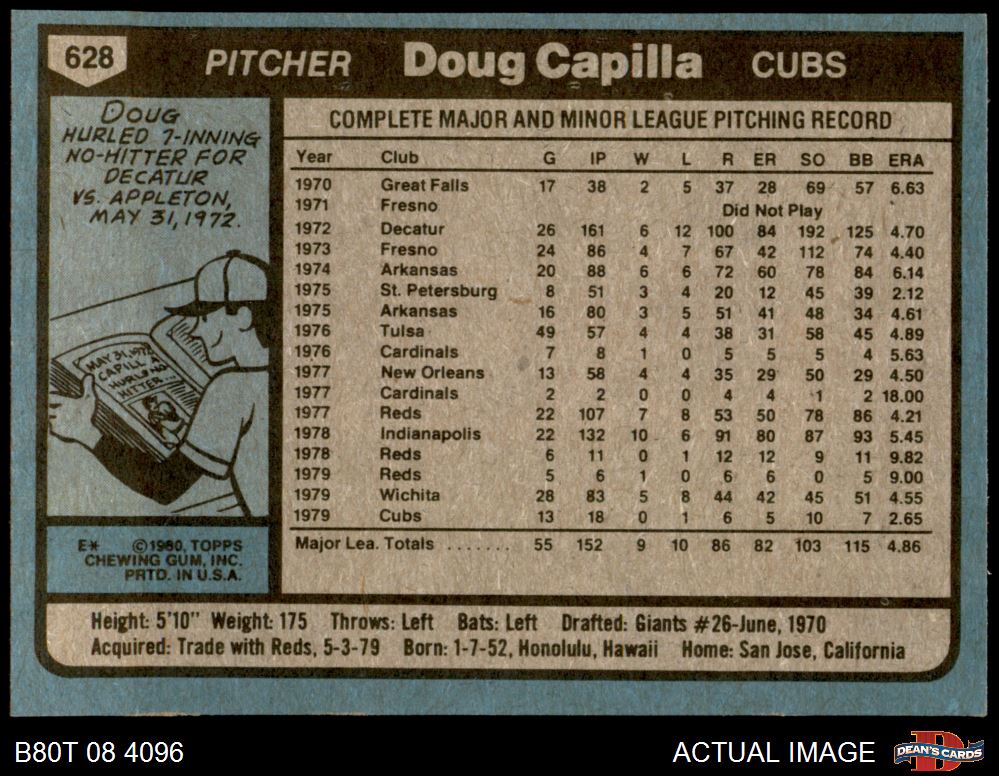 628
PITCHER Doug Capilla CUBS
DOUG
HURLED 7-INNING
NO-HITTER FOR
DECATUR
VS. APPLETON,
MAY 31, 1972.
MAY 31, 1972
CAPILLA
HURLS NO-
HITTER...
E* ©1980, TOPPS
CHEWING GUM, INC.
PRTD. IN U.S.A.
COMPLETE MAJOR AND MINOR LEAGUE PITCHING RECORD
Year Club G IP W L R ER SO BB ERA
1970 Great Falls 17 38 2 5 37 28 69 57 6.63
1971 Fresno Did Not Play
1972 Decatur 26 161 6 12 100 84 192 125 4.70
1973 Fresno 24 86 4 7 67 42 112 74 4.40
1974 Arkansas 20 88 6 6 72 60 78 84 6.14
1975 St. Petersburg 8 51 3 4 20 12 45 39 2.12
1975 Arkansas 16 80 3 5 51 41 48 34 4.61
1976 Tulsa 49 57 4 4 38 31 58 45 4.89
1976 Cardinals 7 8 1 0 5 5 5 4 5.63
1977 New Orleans 13 58 4 4 35 29 50 29 4.50
1977 Cardinals 2 2 0 0 4 4 1 2 18.00
1977 Reds 22 107 7 8 53 50 78 86 4.21
1978 Indianapolis 22 132 10 6 91 80 87 93 5.45
1978 Reds 6 11 0 1 12 12 9 11 9.82
1979 Reds 5 6 1 0 6 6 0 5 9.00
1979 Wichita 28 83 5 8 44 42 45 51 4.55
1979 Cubs 13 18 0 1 6 5 10 7 2.65
Major Lea. Totals ....... 55 152 9 10 86 82 103 115 4.86
Height: 5'10" Weight: 175 Throws: Left Bats: Left Drafted: Giants #26-June, 1970
Acquired: Trade with Reds, 5-3-79 Born: 1-7-52, Honolulu, Hawaii Home: San Jose, California
B80T 08 4096 ACTUAL IMAGE D DEAN'S CARDS